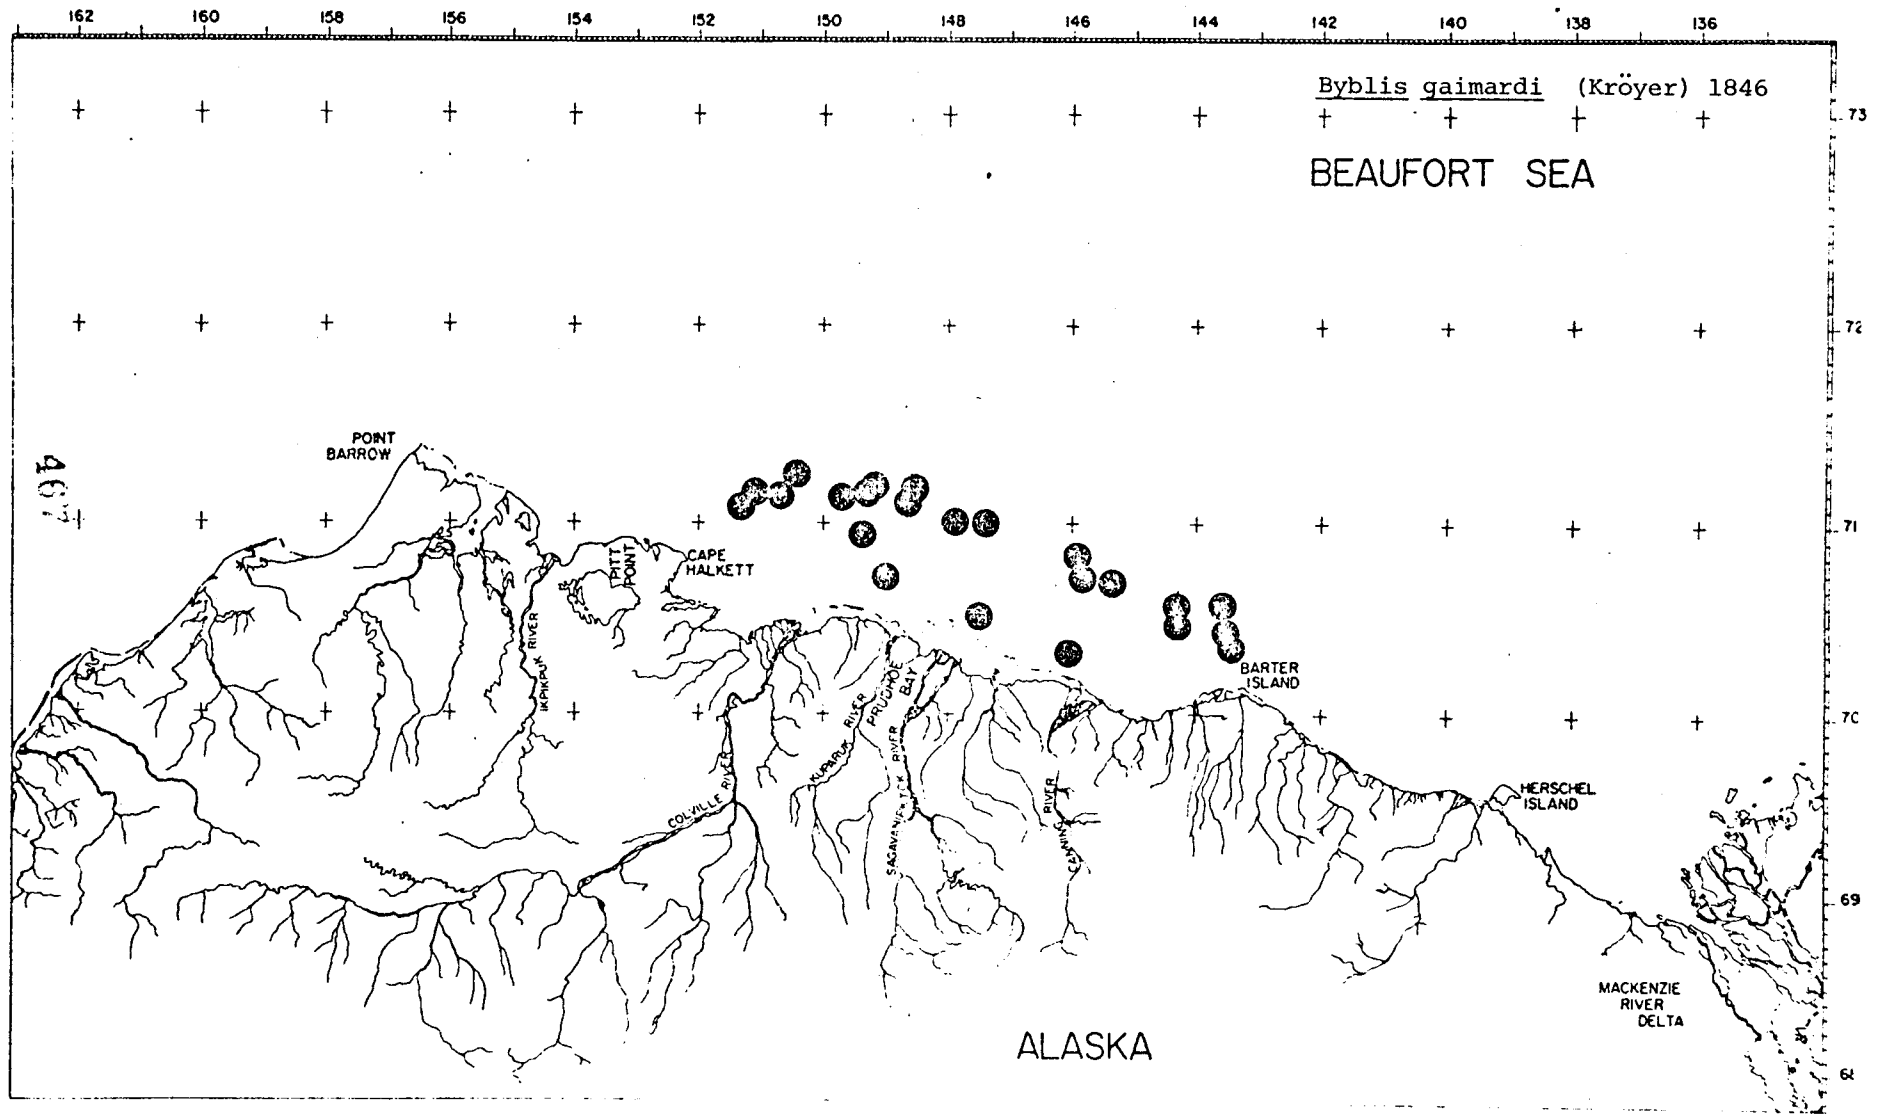 162 160 158 156 154 152 150 148 146 144 142 140 138 136
Byblis gaimardi (Kröyer) 1846
73
BEAUFORT SEA
72
POINT
BARROW
467
71
CAPE
HALKETT
PITT
POINT
IKPIKPUK RIVER
BARTER
ISLAND
PRUDHOE
BAY
KUPARUK RIVER
70
COLVILLE RIVER
SAGAVANIRKTOK RIVER
CANNING RIVER
HERSCHEL
ISLAND
69
MACKENZIE
RIVER
DELTA
ALASKA
68